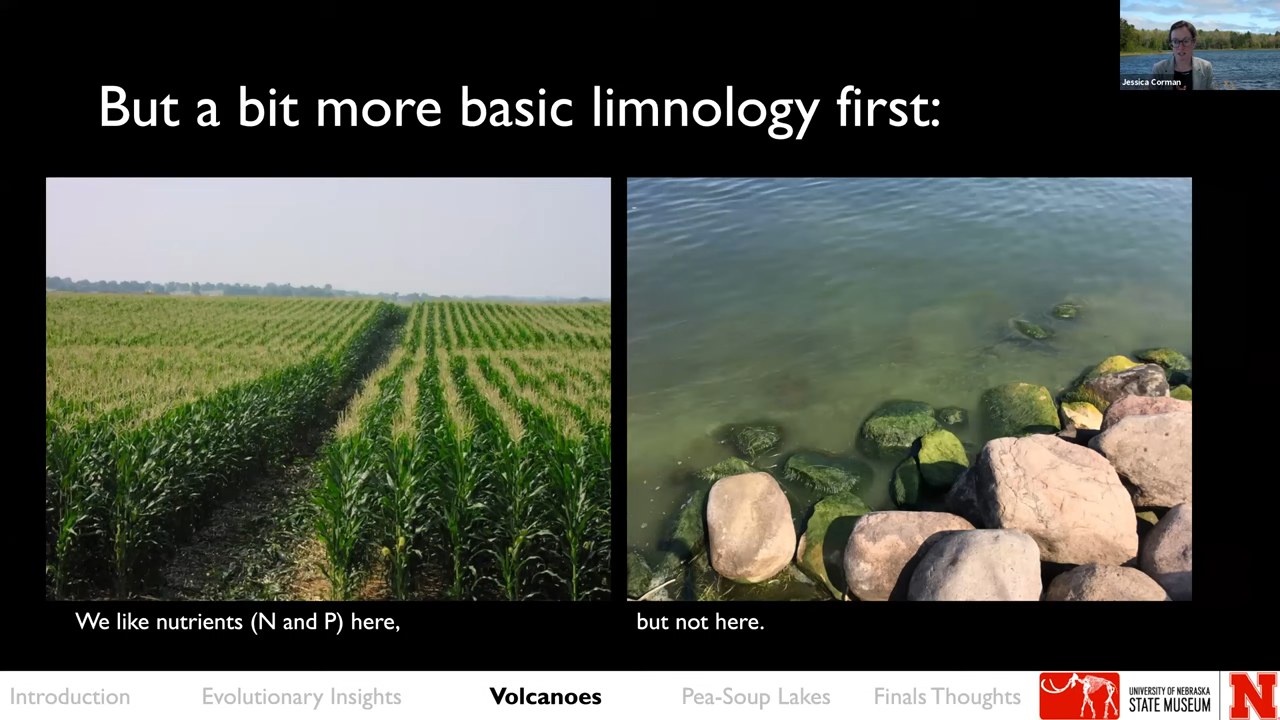 Jessica Corman
But a bit more basic limnology first:
We like nutrients (N and P) here,
but not here.
Introduction
Evolutionary Insights
Volcanoes
Pea-Soup Lakes
Finals Thoughts
UNIVERSITY OF NEBRASKA
STATE MUSEUM
N